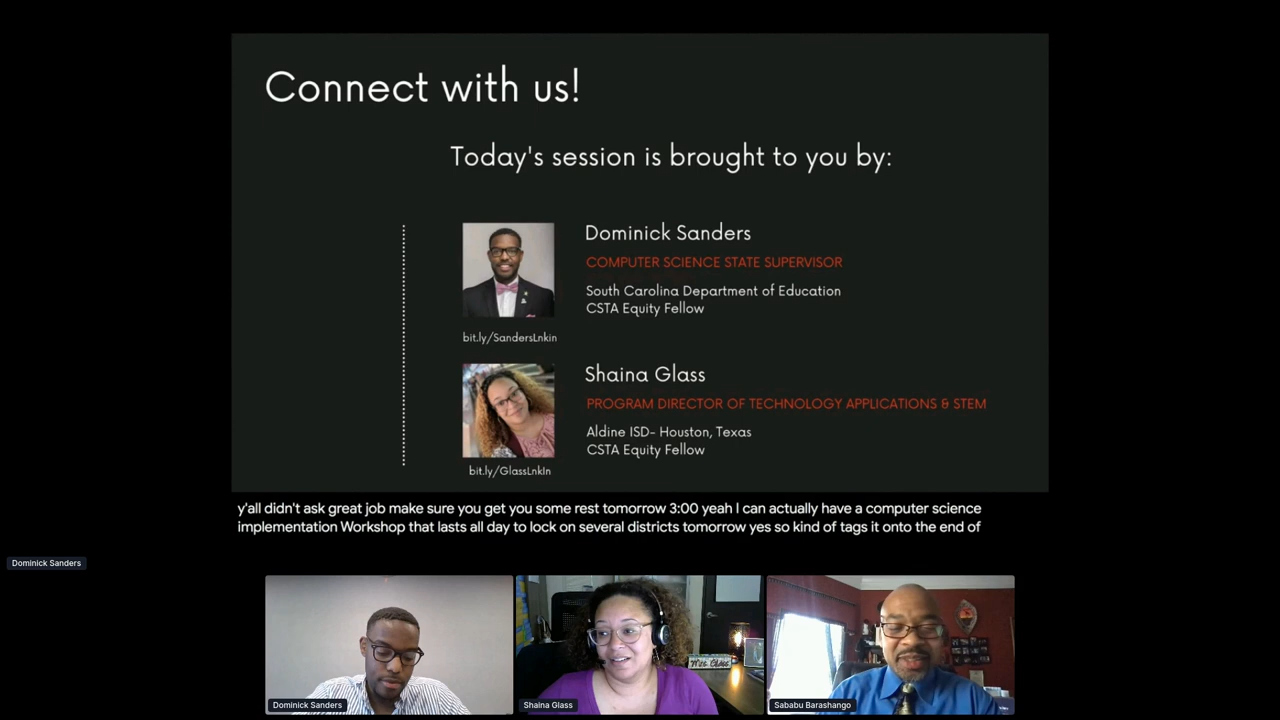 Connect with us!
Today's session is brought to you by:
Dominick Sanders
COMPUTER SCIENCE STATE SUPERVISOR
South Carolina Department of Education
CSTA Equity Fellow
bit.ly/SandersLnkin
Shaina Glass
PROGRAM DIRECTOR OF TECHNOLOGY APPLICATIONS & STEM
Aldine ISD- Houston, Texas
CSTA Equity Fellow
bit.ly/GlassLnkIn
y'all didn't ask great job make sure you get you some rest tomorrow 3:00 yeah I can actually have a computer science
implementation Workshop that lasts all day to lock on several districts tomorrow yes so kind of tags it onto the end of
Dominick Sanders
Mrs. Glass
Dominick Sanders
Shaina Glass
Sababu Barashango